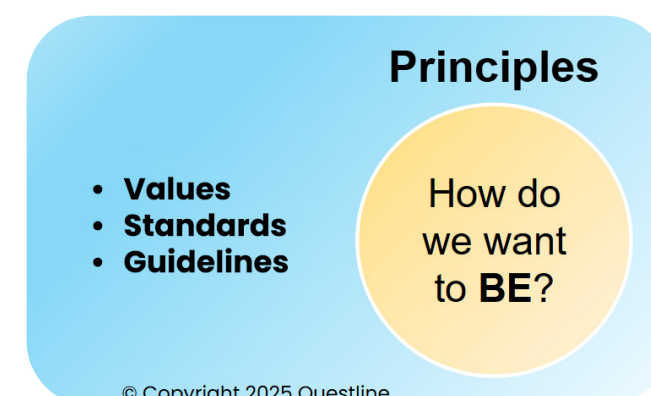 Principles
• Values
• Standards
• Guidelines
How do
we want
to BE?
© Copyright 2025 Questline